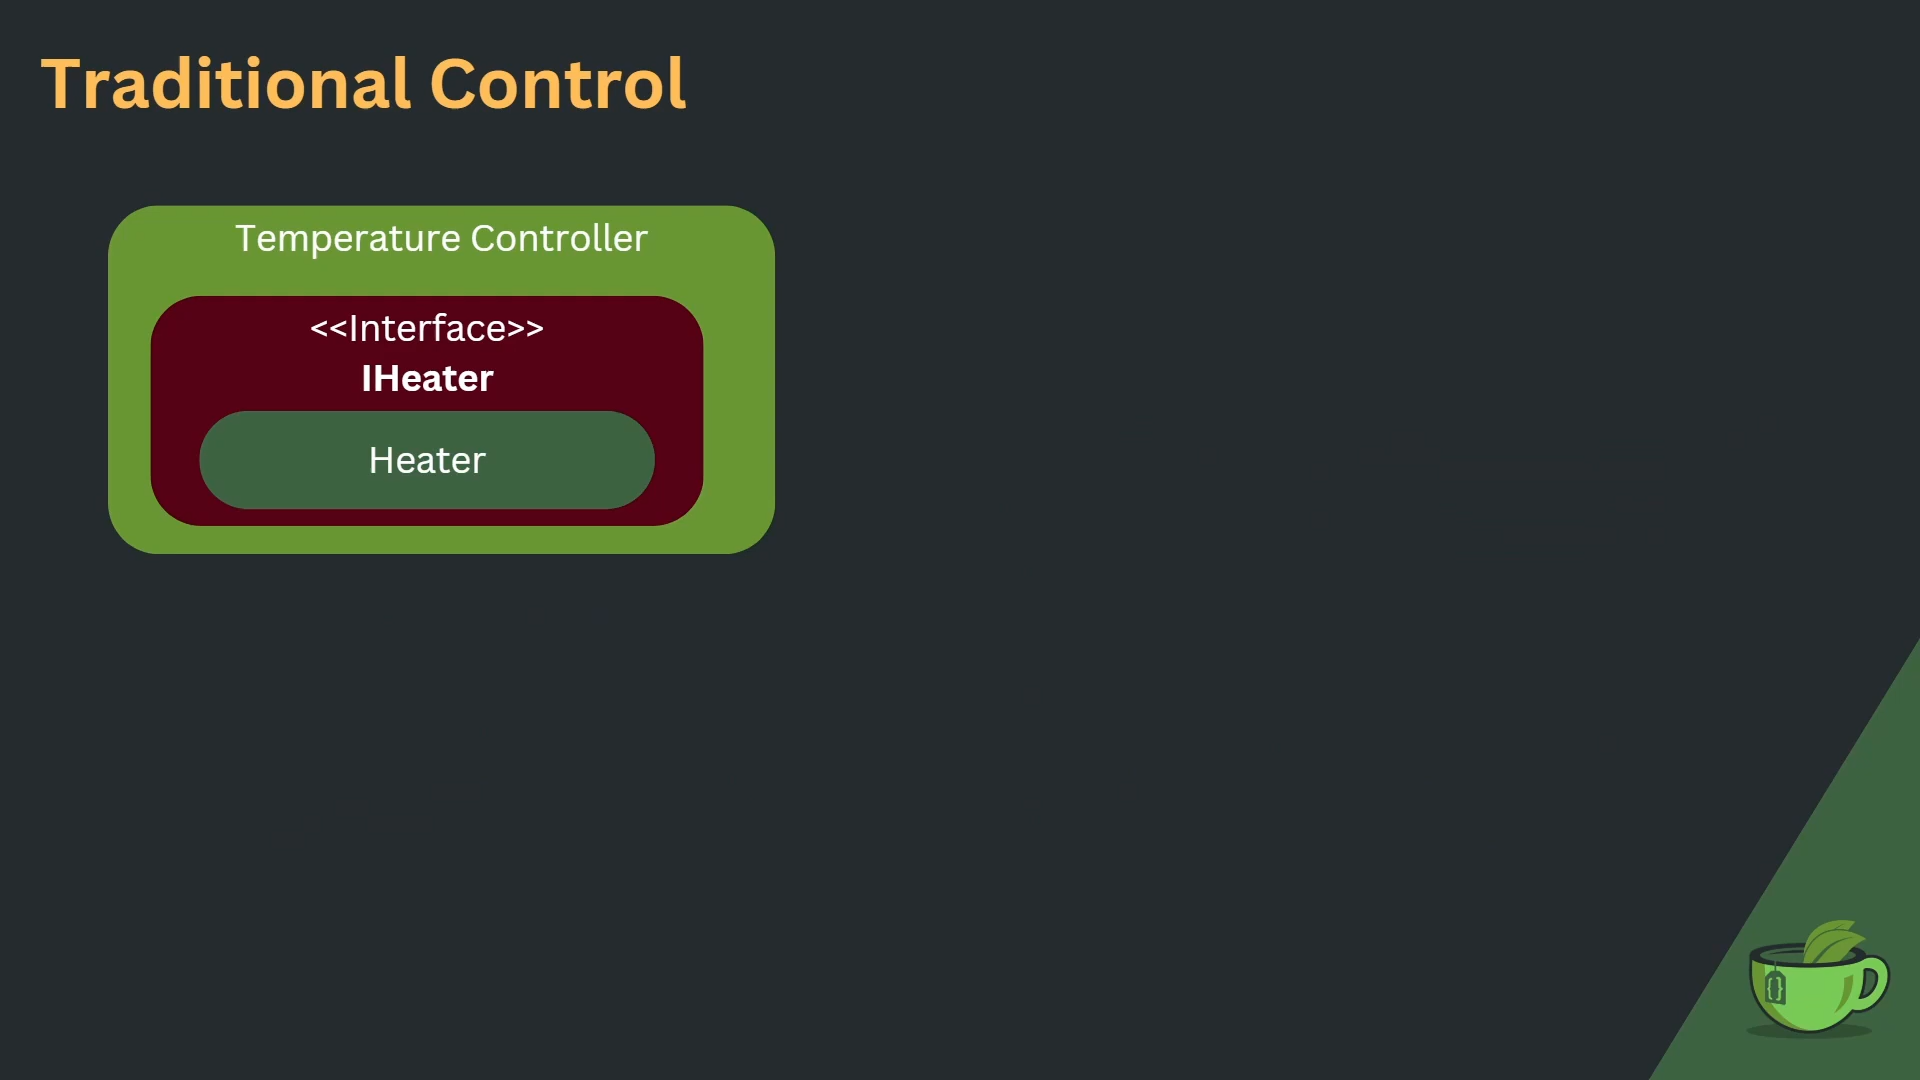 Traditional Control
Temperature Controller
<<Interface>>
IHeater
Heater
{}